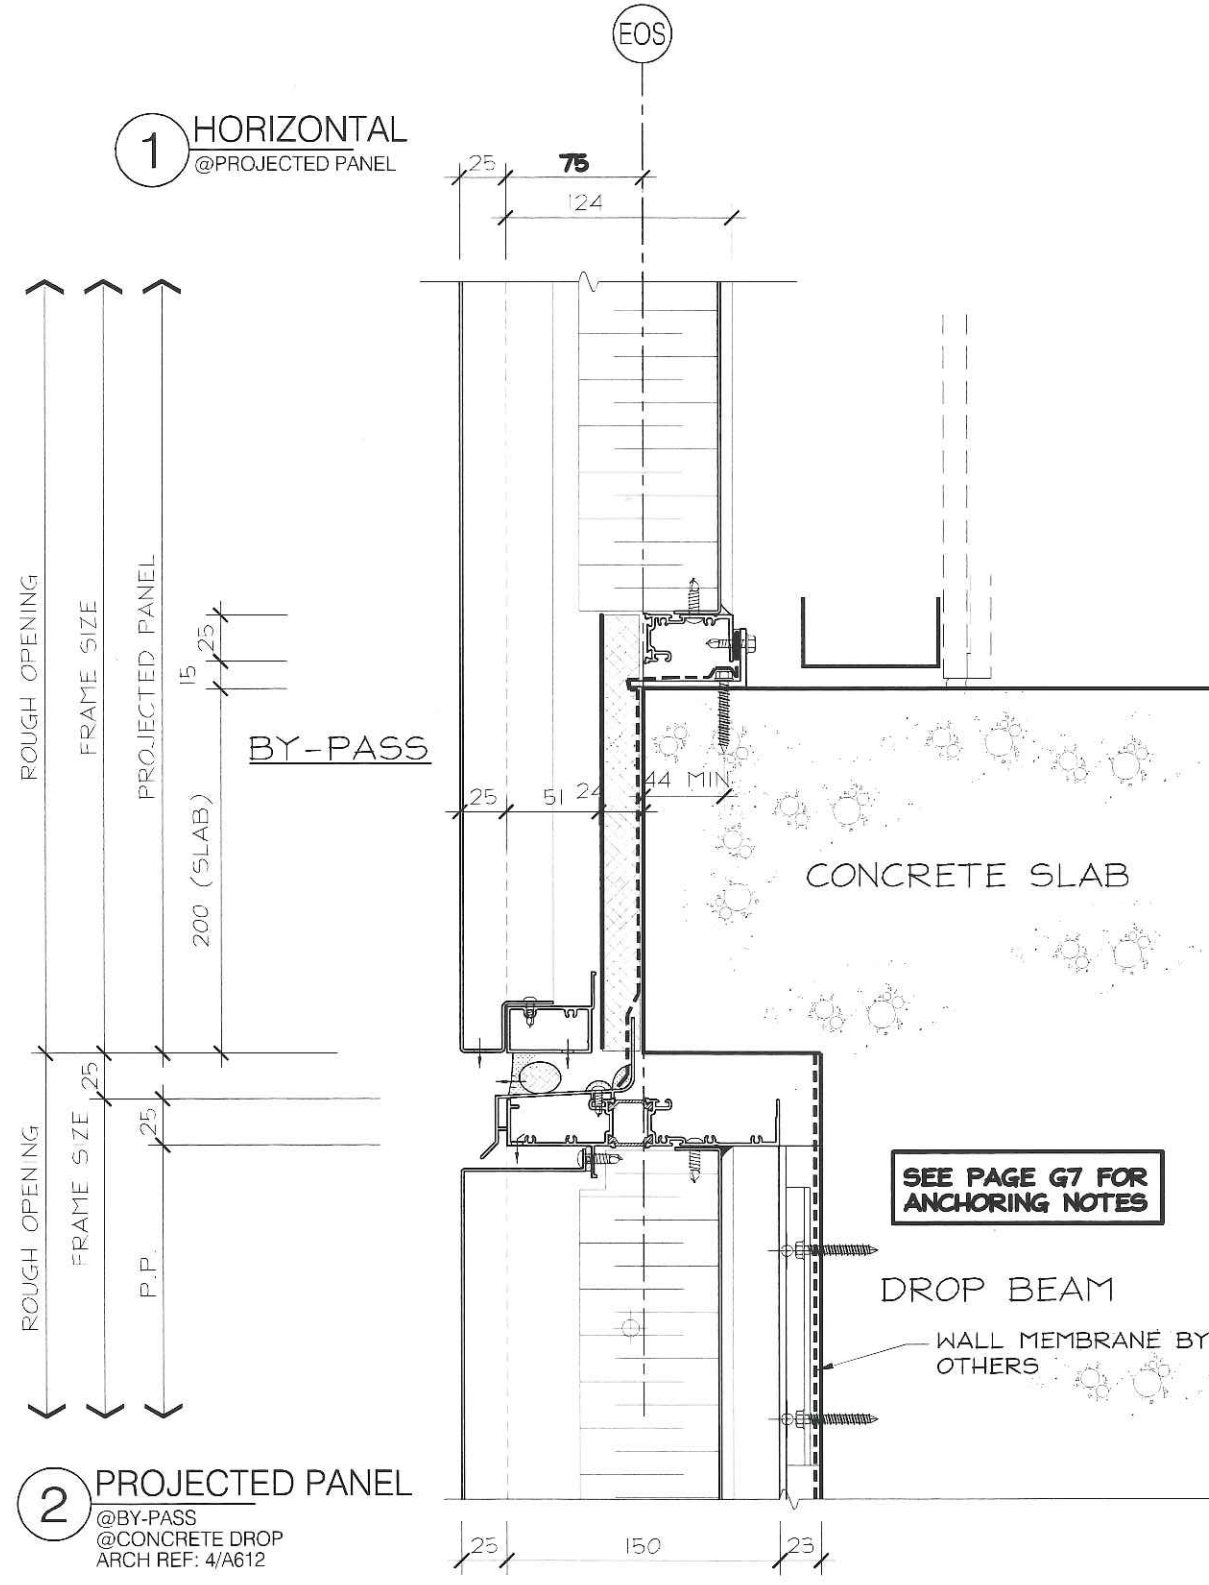 EOS
1
HORIZONTAL
@PROJECTED PANEL
25
75
124
ROUGH OPENING
FRAME SIZE
PROJECTED PANEL
25
15
200 (SLAB)
BY-PASS
25
51
24
44 MIN
CONCRETE SLAB
ROUGH OPENING
25
FRAME SIZE
25
P.P.
SEE PAGE G7 FOR
ANCHORING NOTES
DROP BEAM
WALL MEMBRANE BY
OTHERS
2
PROJECTED PANEL
@BY-PASS
@CONCRETE DROP
ARCH REF: 4/A612
25
150
23